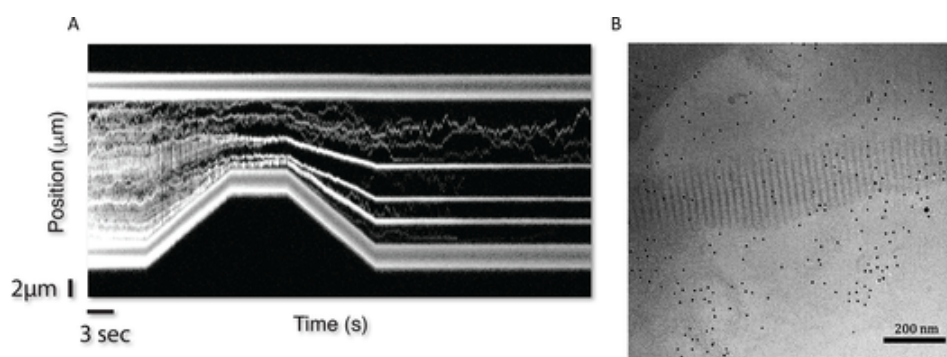 A
B
Position (μm)
2μm
3 sec
Time (s)
200 nm